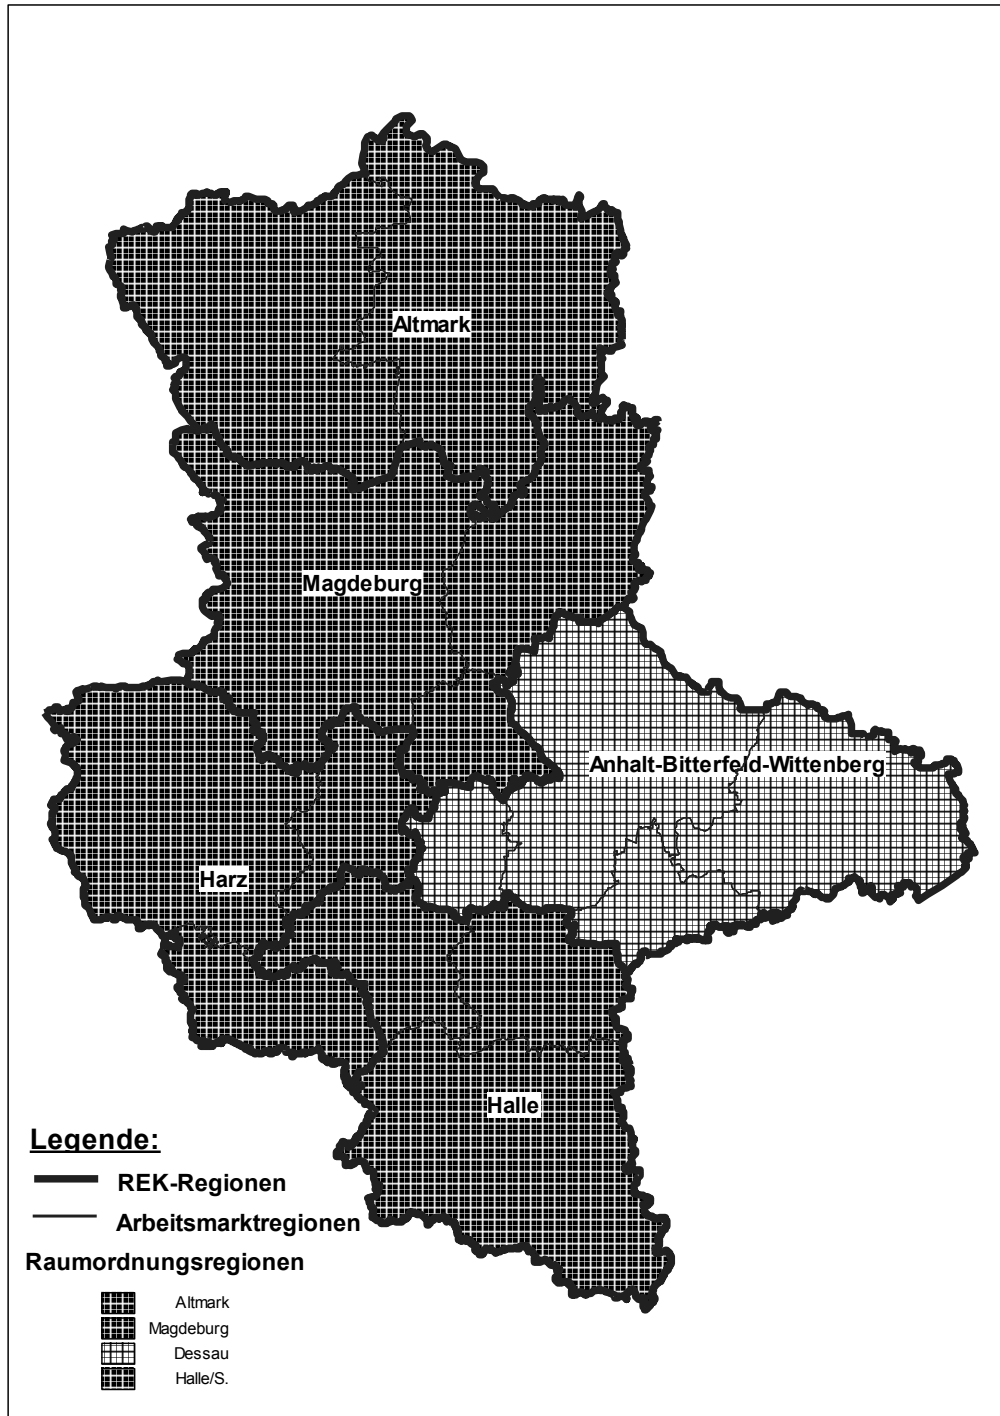 Altmark
Magdeburg
Anhalt-Bitterfeld-Wittenberg
Harz
Halle
Legende:
REK-Regionen
Arbeitsmarktregionen
Raumordnungsregionen
Altmark
Magdeburg
Dessau
Halle/S.